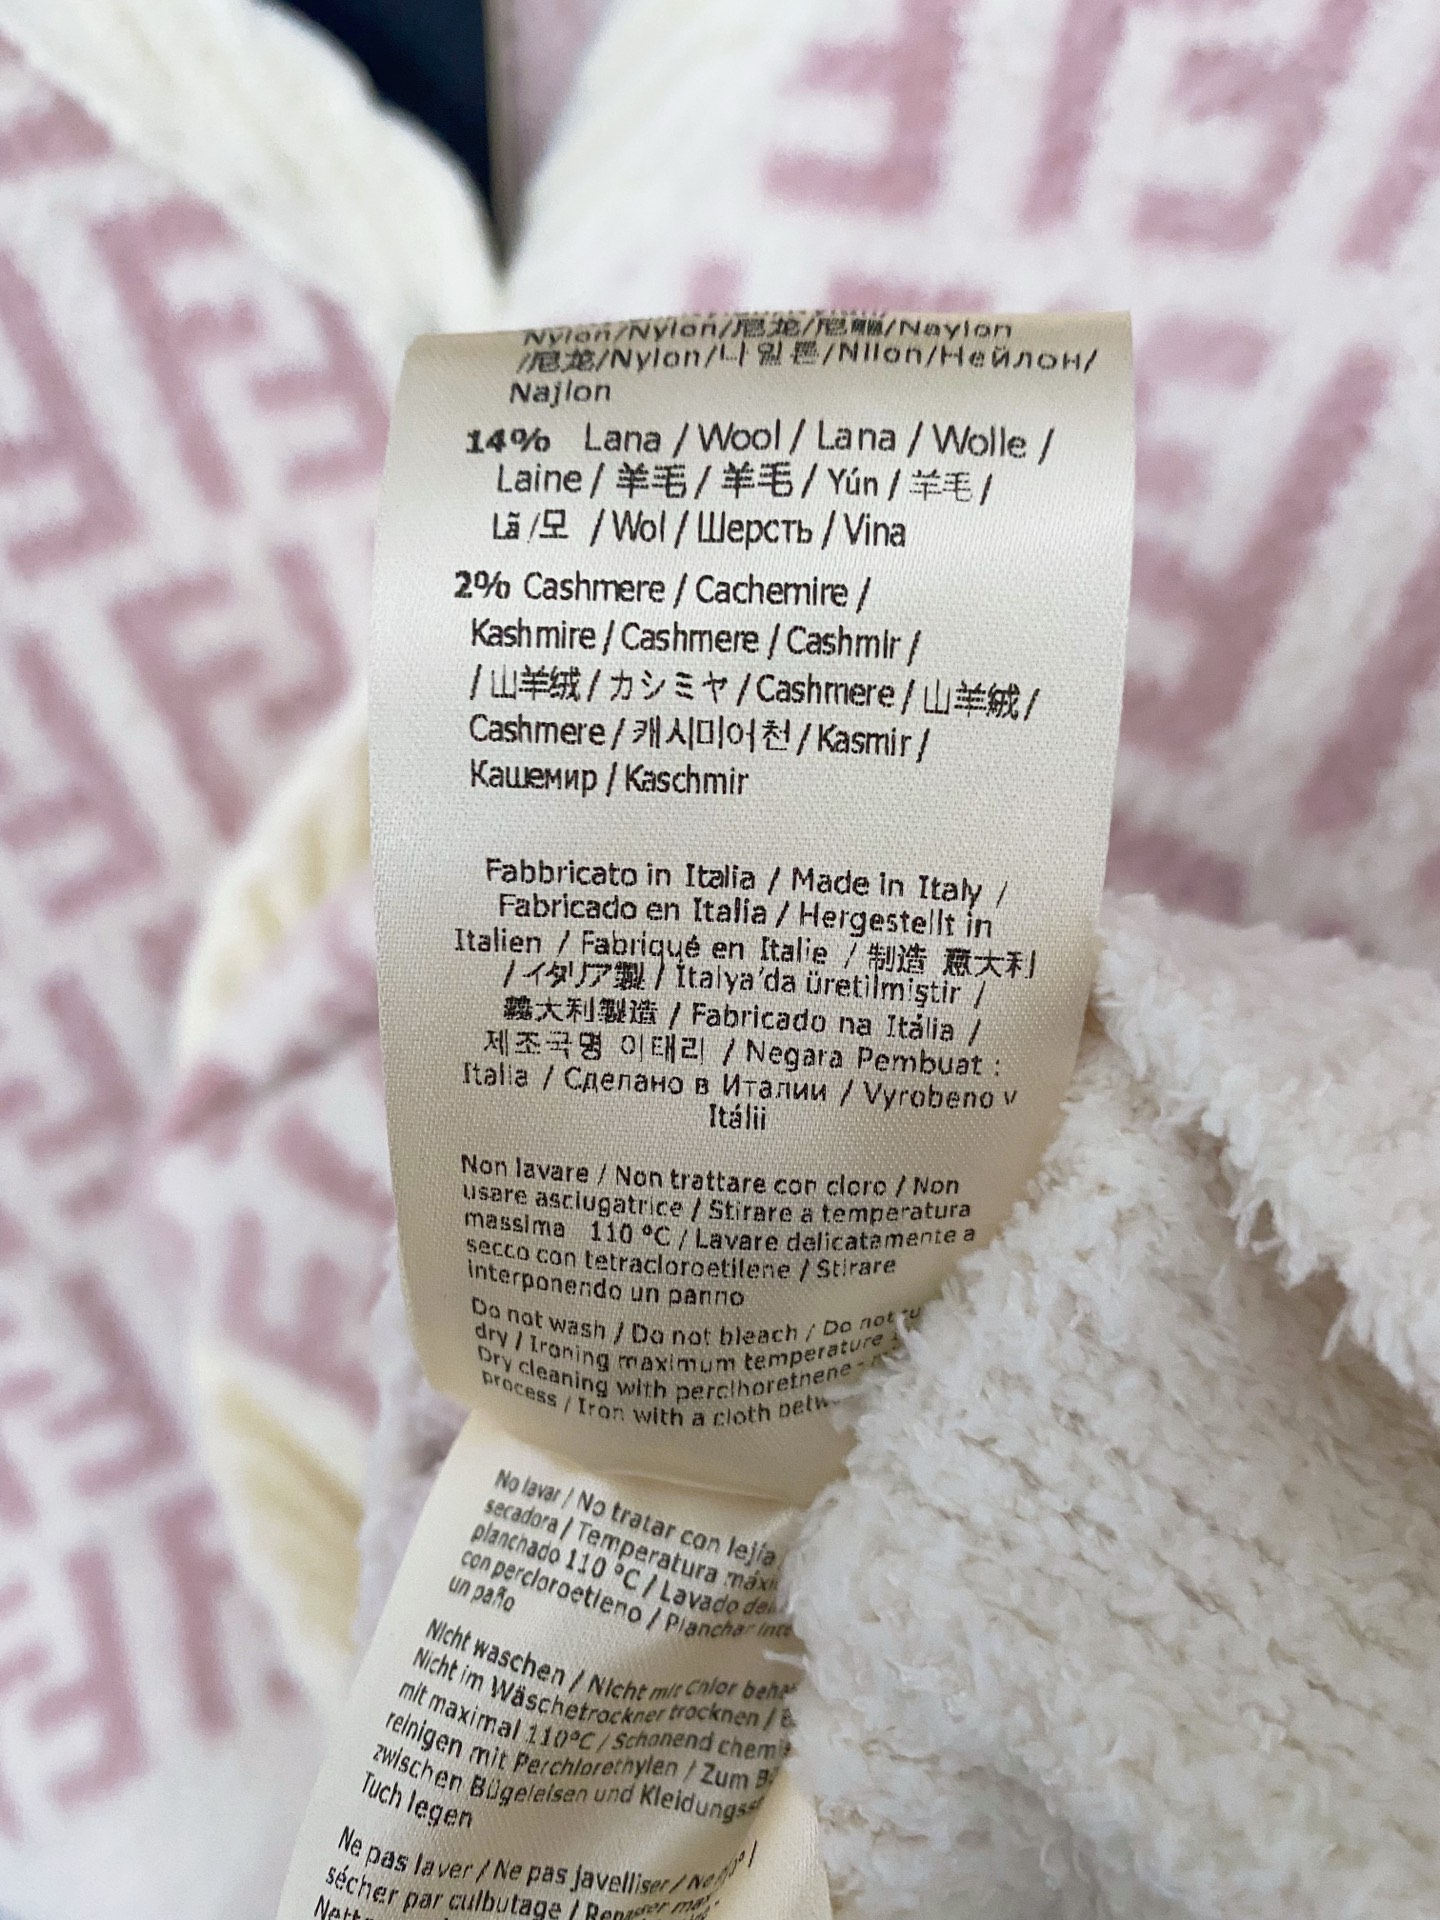 Nylon/Nylon/尼龙/尼龍/Naylon
/尼龙/Nylon/나일론/Nilon/Нейлон/
Najlon
14% Lana / Wool / Lana / Wolle /
Laine / 羊毛 / 羊毛 / Yún / 羊毛 /
Lã /모 / Wol / Шерсть / Vlna
2% Cashmere / Cachemire /
Kashmire / Cashmere / Cashmir /
/ 山羊绒 / カシミヤ / Cashmere / 山羊絨 /
Cashmere / 캐시미어천 / Kasmir /
Кашемир / Kaschmir
Fabbricato in Italia / Made in Italy /
Fabricado en Italia / Hergestellt in
Italien / Fabriqué en Italie / 制造 意大利
/ イタリア製 / İtalya'da üretilmiştir /
義大利製造 / Fabricado na Itália /
제조국명 이태리 / Negara Pembuat :
Italia / Сделано в Италии / Vyrobeno v
Itálii
Non lavare / Non trattare con cloro / Non
usare asciugatrice / Stirare a temperatura
massima 110 °C / Lavare delicatamente a
secco con tetracloroetilene / Stirare
interponendo un panno
Do not wash / Do not bleach / Do not
dry / Ironing maximum temperature
Dry cleaning with perclhoretnene -
process / Iron with a cloth
No lavar / No tratar con lejía
secadora / Temperatura
planchado 110 °C / Lavado
con percloroetleno / Planchar
un paño
Nicht waschen / Nicht mit Chlor
Nicht im Wäschetrockner trocknen /
mit maximal 110°C / Schonend
reinigen mit Perchlorethylen / Zum
zwischen Bügeleisen und
Tuch legen
Ne pas laver / Ne pas javelliser /
sécher par culbutage /